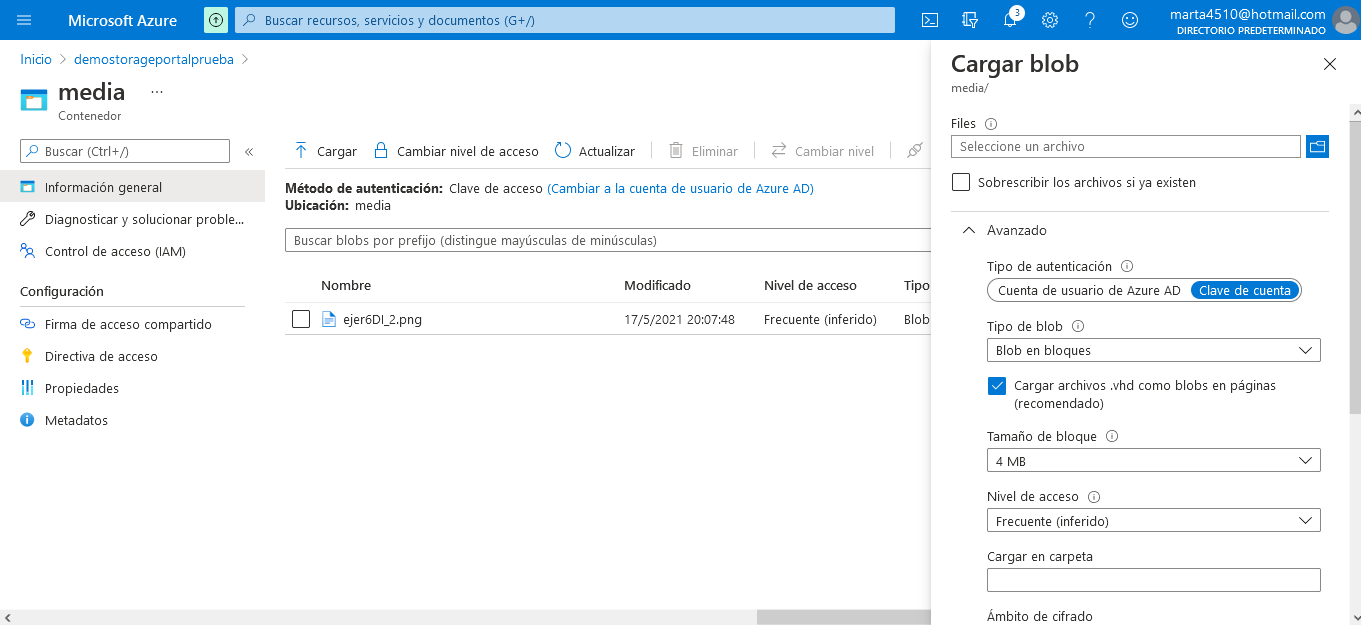 Microsoft Azure
Buscar recursos, servicios y documentos (G+/)
3
marta4510@hotmail.com
DIRECTORIO PREDETERMINADO
Inicio > demostorageportalprueba >
media ...
Contenedor
Buscar (Ctrl+/)
«
Información general
Diagnosticar y solucionar proble...
Control de acceso (IAM)
Configuración
Firma de acceso compartido
Directiva de acceso
Propiedades
Metadatos
Cargar Cambiar nivel de acceso Actualizar Eliminar Cambiar nivel
Método de autenticación: Clave de acceso (Cambiar a la cuenta de usuario de Azure AD)
Ubicación: media
Buscar blobs por prefijo (distingue mayúsculas de minúsculas)
Nombre Modificado Nivel de acceso Tipo
ejer6DI_2.png 17/5/2021 20:07:48 Frecuente (inferido) Blob
Cargar blob
media/
Files
Seleccione un archivo
Sobrescribir los archivos si ya existen
Avanzado
Tipo de autenticación
Cuenta de usuario de Azure AD Clave de cuenta
Tipo de blob
Blob en bloques
Cargar archivos .vhd como blobs en páginas
(recomendado)
Tamaño de bloque
4 MB
Nivel de acceso
Frecuente (inferido)
Cargar en carpeta
Ámbito de cifrado